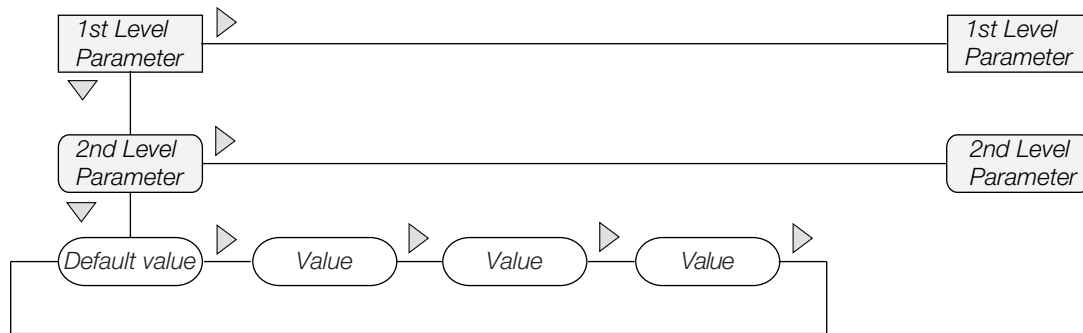 1st Level
Parameter
1st Level
Parameter
2nd Level
Parameter
2nd Level
Parameter
Default value
Value
Value
Value